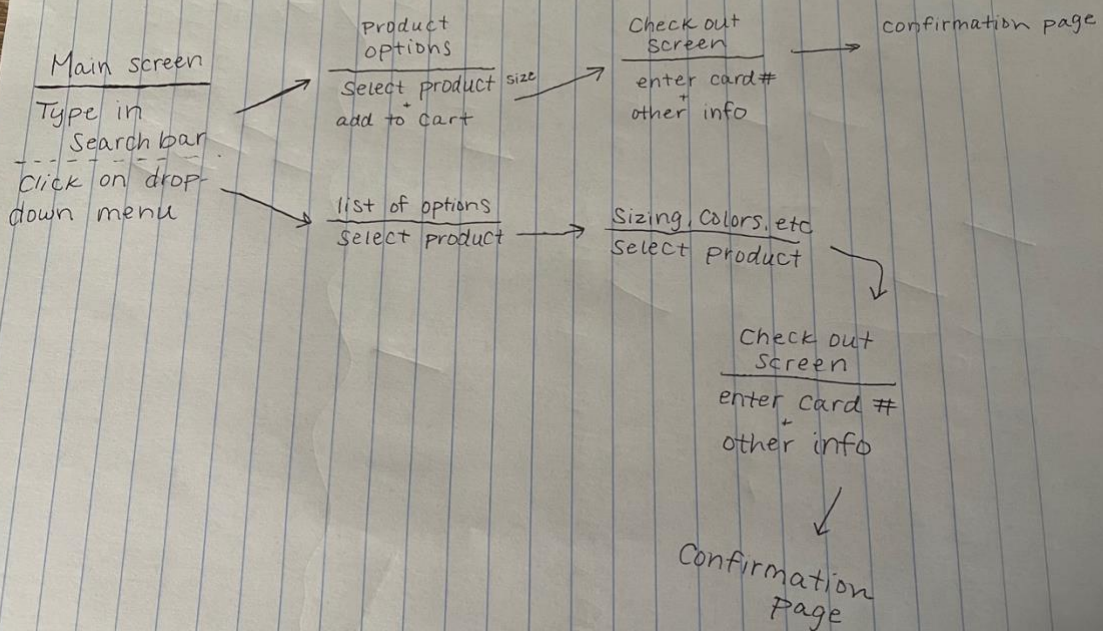 Main screen
Type in
Search bar
Click on drop-
down menu
product
options
Select product size
+
add to cart
Check out
screen
enter card #
+
other info
confirmation page
list of options
Select product
Sizing, Colors, etc
Select product
Check out
Screen
enter card #
+
other info
Confirmation
page